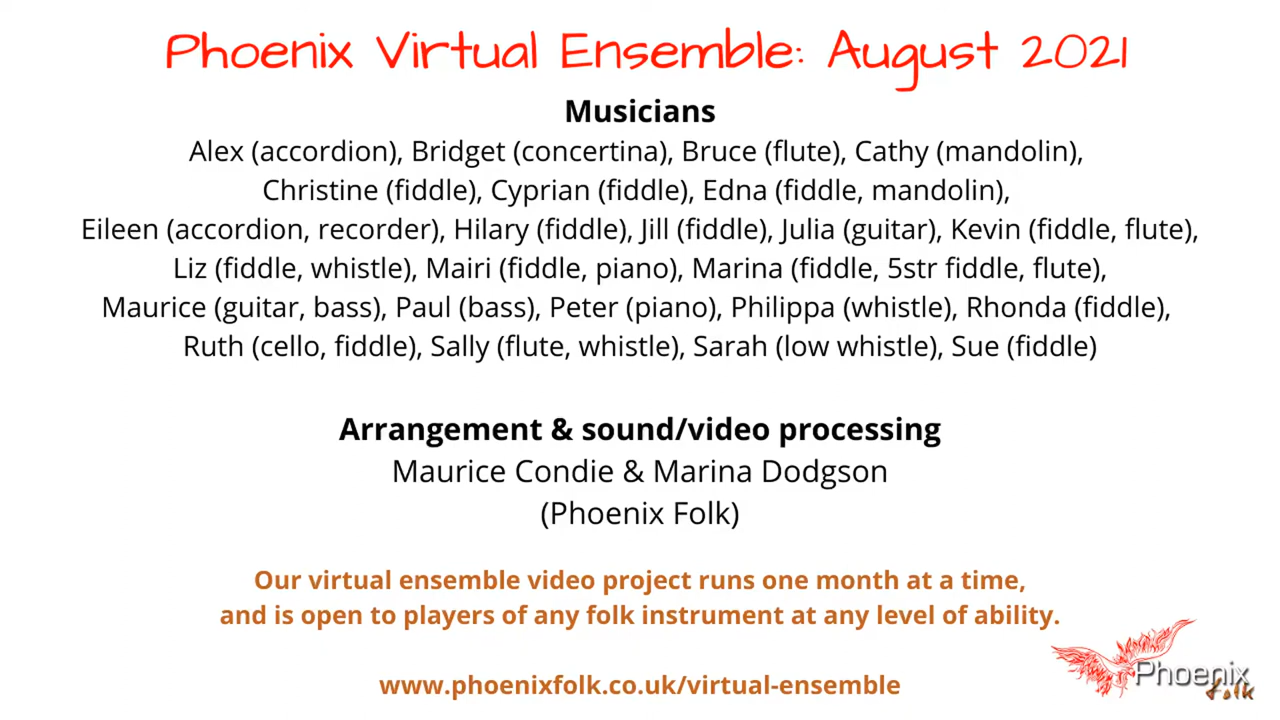 Phoenix Virtual Ensemble: August 2021
Musicians
Alex (accordion), Bridget (concertina), Bruce (flute), Cathy (mandolin),
Christine (fiddle), Cyprian (fiddle), Edna (fiddle, mandolin),
Eileen (accordion, recorder), Hilary (fiddle), Jill (fiddle), Julia (guitar), Kevin (fiddle, flute),
Liz (fiddle, whistle), Mairi (fiddle, piano), Marina (fiddle, 5str fiddle, flute),
Maurice (guitar, bass), Paul (bass), Peter (piano), Philippa (whistle), Rhonda (fiddle),
Ruth (cello, fiddle), Sally (flute, whistle), Sarah (low whistle), Sue (fiddle)
Arrangement & sound/video processing
Maurice Condie & Marina Dodgson
(Phoenix Folk)
Our virtual ensemble video project runs one month at a time,
and is open to players of any folk instrument at any level of ability.
www.phoenixfolk.co.uk/virtual-ensemble
Phoenix
folk